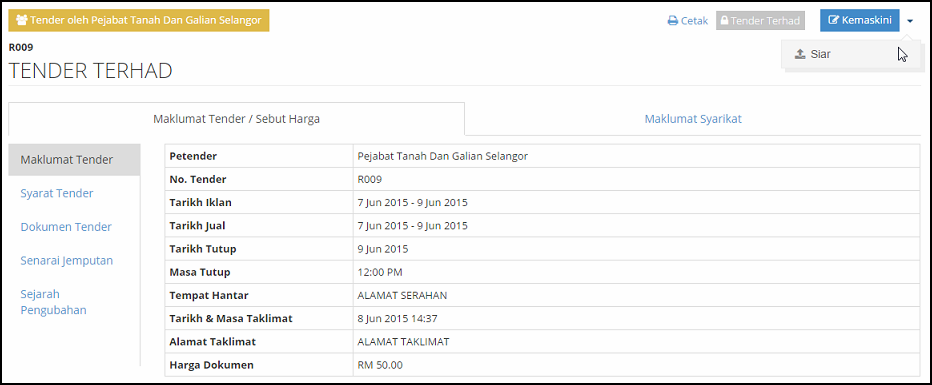 Tender oleh Pejabat Tanah Dan Galian Selangor
Cetak
Tender Terhad
Kemaskini
Siar
R009
TENDER TERHAD
Maklumat Tender / Sebut Harga
Maklumat Syarikat
Maklumat Tender
Syarat Tender
Dokumen Tender
Senarai Jemputan
Sejarah
Pengubahan
Petender Pejabat Tanah Dan Galian Selangor
No. Tender R009
Tarikh Iklan 7 Jun 2015 - 9 Jun 2015
Tarikh Jual 7 Jun 2015 - 9 Jun 2015
Tarikh Tutup 9 Jun 2015
Masa Tutup 12:00 PM
Tempat Hantar ALAMAT SERAHAN
Tarikh & Masa Taklimat 8 Jun 2015 14:37
Alamat Taklimat ALAMAT TAKLIMAT
Harga Dokumen RM 50.00